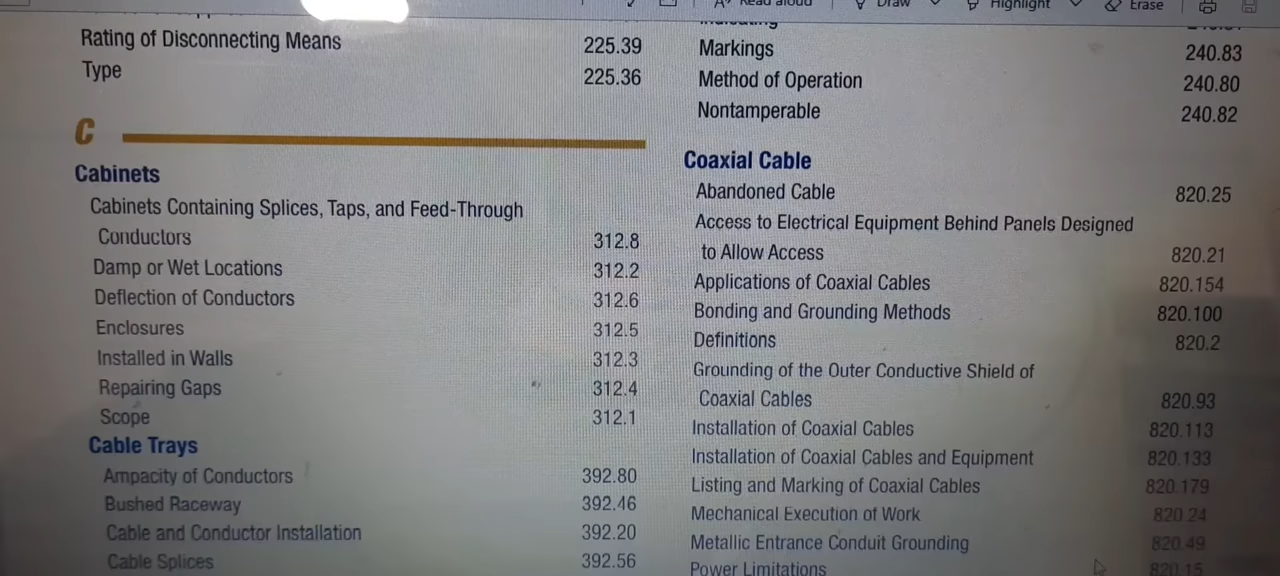 Read aloud
Draw
Highlight
Erase
Rating of Disconnecting Means 225.39
Type 225.36
C
Cabinets
Cabinets Containing Splices, Taps, and Feed-Through
Conductors 312.8
Damp or Wet Locations 312.2
Deflection of Conductors 312.6
Enclosures 312.5
Installed in Walls 312.3
Repairing Gaps 312.4
Scope 312.1
Cable Trays
Ampacity of Conductors 392.80
Bushed Raceway 392.46
Cable and Conductor Installation 392.20
Cable Splices 392.56
Markings 240.83
Method of Operation 240.80
Nontamperable 240.82
Coaxial Cable
Abandoned Cable 820.25
Access to Electrical Equipment Behind Panels Designed
to Allow Access 820.21
Applications of Coaxial Cables 820.154
Bonding and Grounding Methods 820.100
Definitions 820.2
Grounding of the Outer Conductive Shield of
Coaxial Cables 820.93
Installation of Coaxial Cables 820.113
Installation of Coaxial Cables and Equipment 820.133
Listing and Marking of Coaxial Cables 820.179
Mechanical Execution of Work 820.24
Metallic Entrance Conduit Grounding 820.49
Power Limitations 820.15